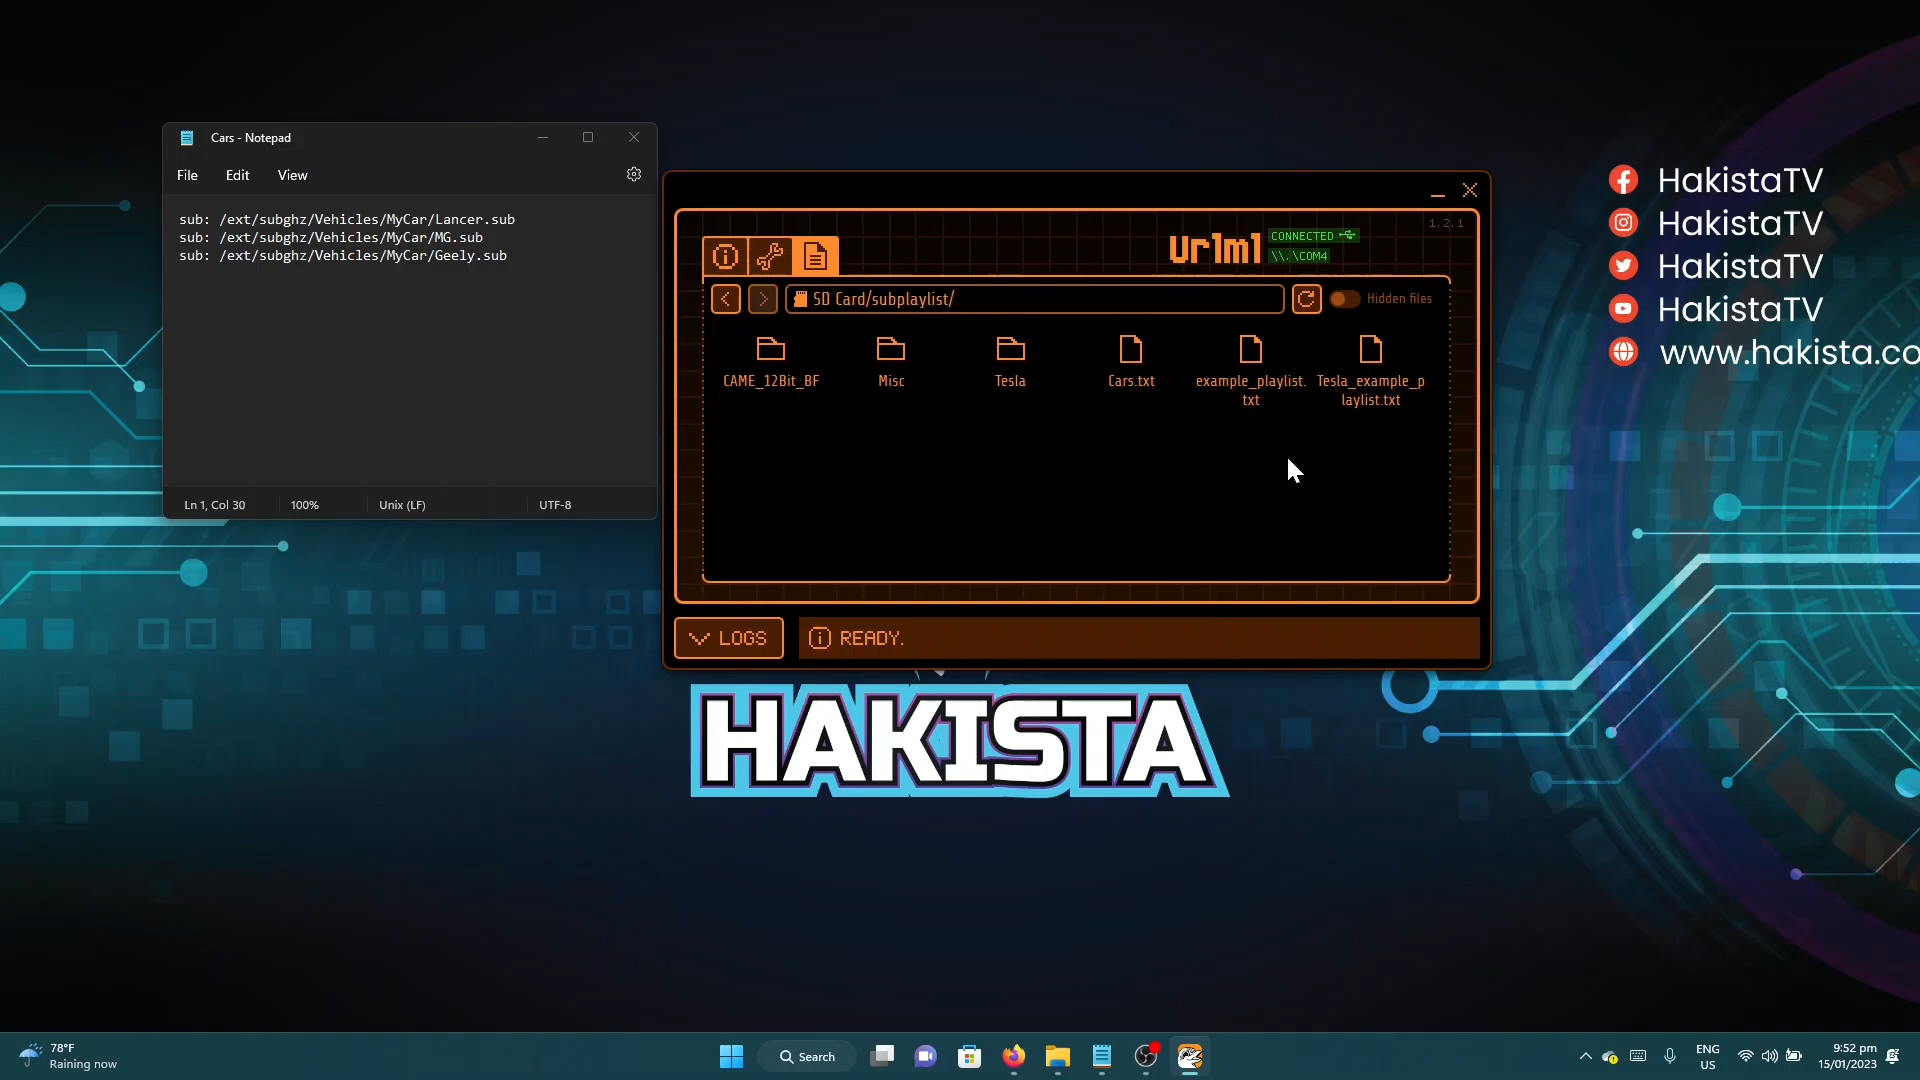 Cars - Notepad
File Edit View
sub: /ext/subghz/Vehicles/MyCar/Lancer.sub
sub: /ext/subghz/Vehicles/MyCar/MG.sub
sub: /ext/subghz/Vehicles/MyCar/Geely.sub
Ln 1, Col 30 100% Unix (LF) UTF-8
1.2.1
Ur1m1
CONNECTED
\\.\COM4
SD Card/subplaylist/
Hidden files
CAME_12Bit_BF
Misc
Tesla
Cars.txt
example_playlist.
txt
Tesla_example_p
laylist.txt
LOGS
READY.
HakistaTV
HakistaTV
HakistaTV
HakistaTV
www.hakista.co
HAKISTA
78°F
Raining now
Search
ENG
US
9:52 pm
15/01/2023